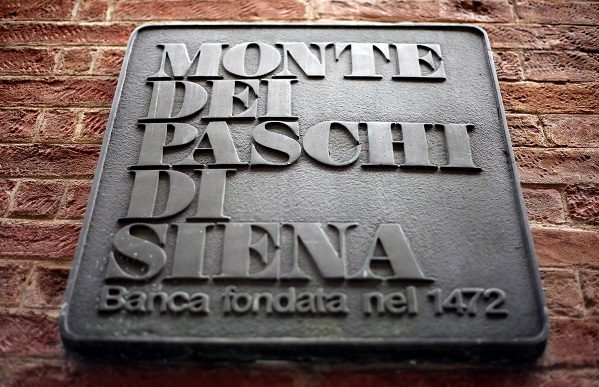 MONTE
DEI
PASCHI
DI
SIENA
Banca fondata nel 1472